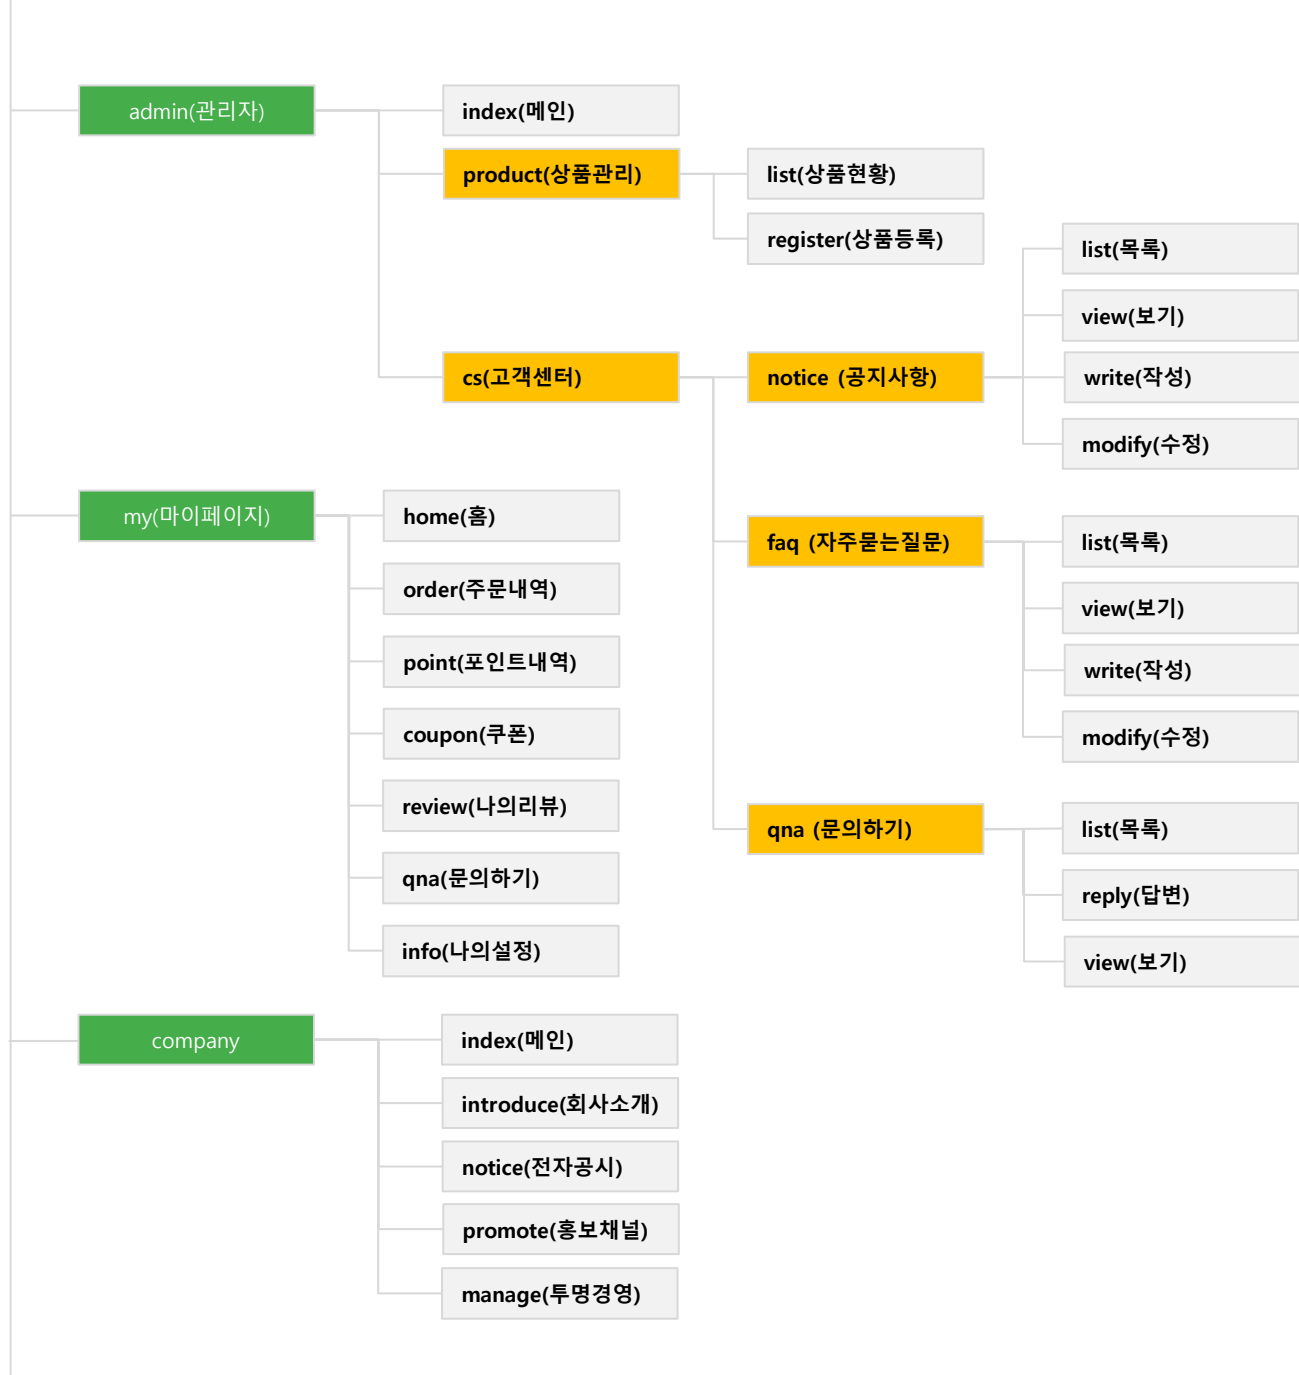 admin(관리자)
index(메인)
product(상품관리)
list(상품현황)
register(상품등록)
cs(고객센터)
notice (공지사항)
list(목록)
view(보기)
write(작성)
modify(수정)
faq (자주묻는질문)
list(목록)
view(보기)
write(작성)
modify(수정)
qna (문의하기)
list(목록)
reply(답변)
view(보기)
my(마이페이지)
home(홈)
order(주문내역)
point(포인트내역)
coupon(쿠폰)
review(나의리뷰)
qna(문의하기)
info(나의설정)
company
index(메인)
introduce(회사소개)
notice(전자공시)
promote(홍보채널)
manage(투명경영)